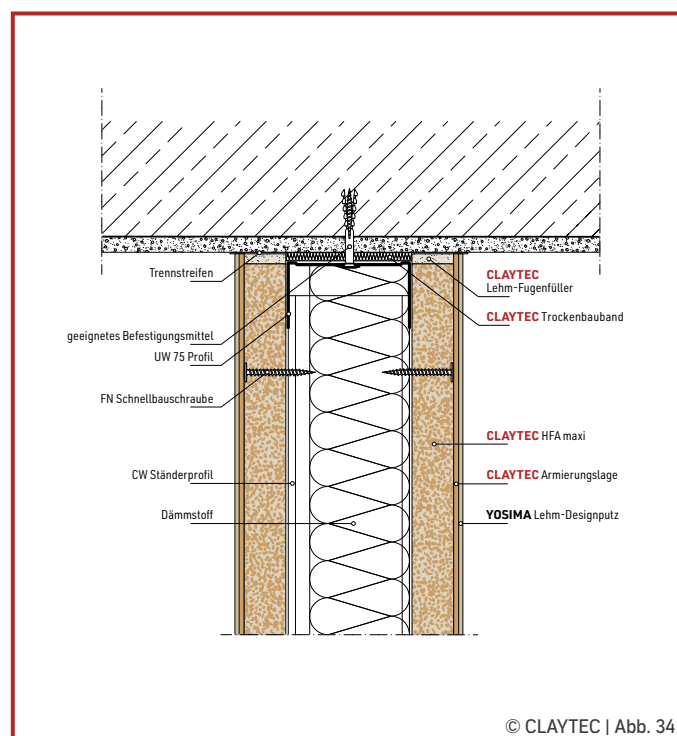 Trennstreifen
geeignetes Befestigungsmittel
UW 75 Profil
FN Schnellbauschraube
CW Ständerprofil
Dämmstoff
CLAYTEC
Lehm-Fugenfüller
CLAYTEC Trockenbauband
CLAYTEC HFA maxi
CLAYTEC Armierungslage
YOSIMA Lehm-Designputz
© CLAYTEC | Abb. 34